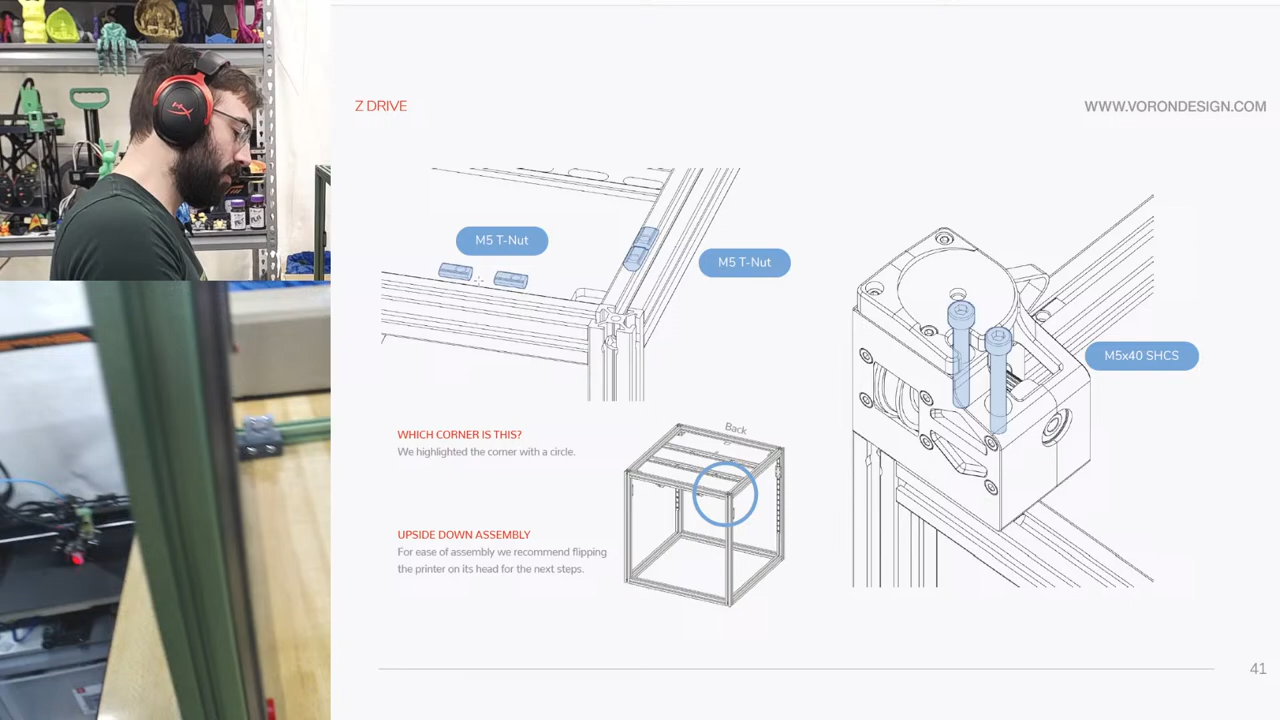 Z DRIVE
WWW.VORONDESIGN.COM
M5 T-Nut
M5 T-Nut
M5x40 SHCS
WHICH CORNER IS THIS?
We highlighted the corner with a circle.
Back
UPSIDE DOWN ASSEMBLY
For ease of assembly we recommend flipping
the printer on its head for the next steps.
41